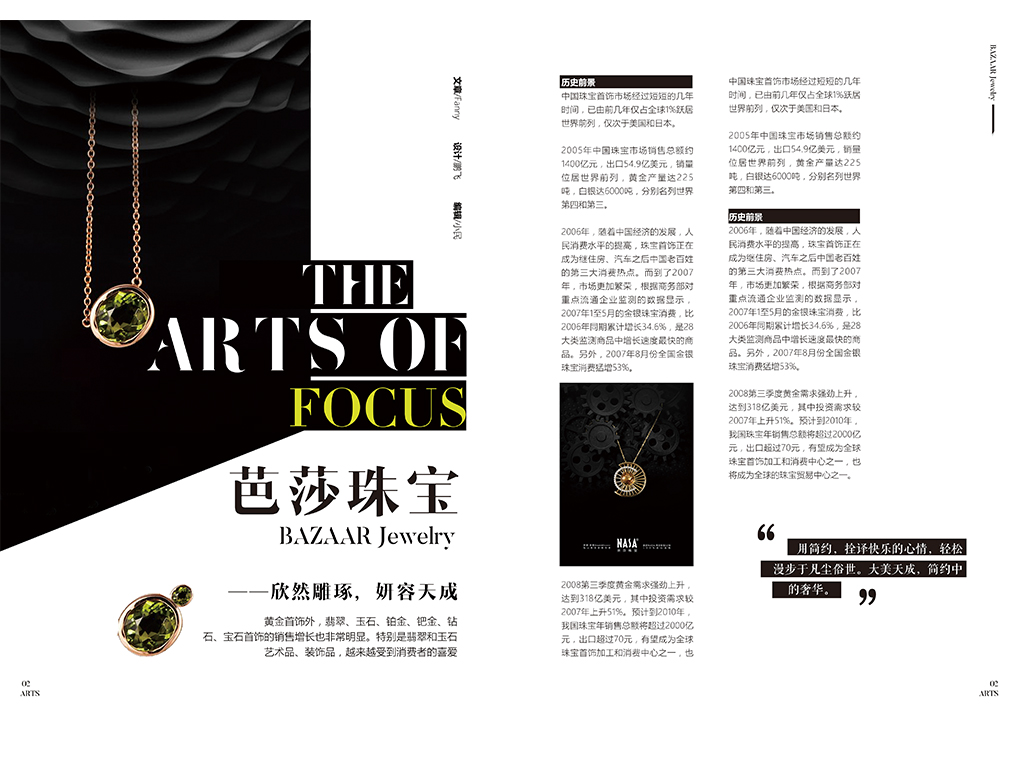 文章/Fanny
设计/鹏飞
编辑/小民
THE
ARTS OF
FOCUS
芭莎珠宝
BAZAAR Jewelry
——欣然雕琢，妍容天成
黄金首饰外，翡翠、玉石、铂金、钯金、钻
石、宝石首饰的销售增长也非常明显。特别是翡翠和玉石
艺术品、装饰品，越来越受到消费者的喜爱
02
ARTS
历史前景
中国珠宝首饰市场经过短短的几年
时间，已由前几年仅占全球1%跃居
世界前列，仅次于美国和日本。
2005年中国珠宝市场销售总额约
1400亿元，出口54.9亿美元，销量
位居世界前列，黄金产量达225
吨，白银达6000吨，分别名列世界
第四和第三。
2006年，随着中国经济的发展，人
民消费水平的提高，珠宝首饰正在
成为继住房、汽车之后中国老百姓
的第三大消费热点。而到了2007
年，市场更加繁荣，根据商务部对
重点流通企业监测的数据显示，
2007年1至5月的金银珠宝消费，比
2006年同期累计增长34.6%，是28
大类监测商品中增长速度最快的商
品。另外，2007年8月份全国金银
珠宝消费猛增53%。
NASA
2008第三季度黄金需求强劲上升，
达到318亿美元，其中投资需求较
2007年上升51%。预计到2010年，
我国珠宝年销售总额将超过2000亿
元，出口超过70元，有望成为全球
珠宝首饰加工和消费中心之一，也
中国珠宝首饰市场经过短短的几年
时间，已由前几年仅占全球1%跃居
世界前列，仅次于美国和日本。
2005年中国珠宝市场销售总额约
1400亿元，出口54.9亿美元，销量
位居世界前列，黄金产量达225
吨，白银达6000吨，分别名列世界
第四和第三。
历史前景
2006年，随着中国经济的发展，人
民消费水平的提高，珠宝首饰正在
成为继住房、汽车之后中国老百姓
的第三大消费热点。而到了2007
年，市场更加繁荣，根据商务部对
重点流通企业监测的数据显示，
2007年1至5月的金银珠宝消费，比
2006年同期累计增长34.6%，是28
大类监测商品中增长速度最快的商
品。另外，2007年8月份全国金银
珠宝消费猛增53%。
2008第三季度黄金需求强劲上升，
达到318亿美元，其中投资需求较
2007年上升51%。预计到2010年，
我国珠宝年销售总额将超过2000亿
元，出口超过70元，有望成为全球
珠宝首饰加工和消费中心之一，也
将成为全球的珠宝贸易中心之一。
“用简约，拴译快乐的心情，轻松
漫步于凡尘俗世。大美天成，简约中
的奢华。”
BAZAAR Jewelry
02
ARTS